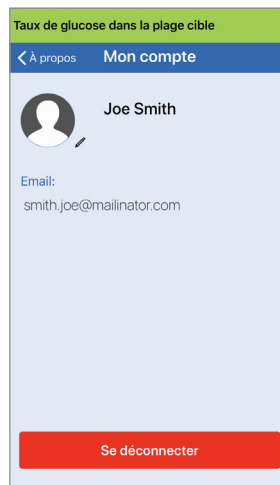 Taux de glucose dans la plage cible
À propos Mon compte
Joe Smith
Email:
smith.joe@mailinator.com
Se déconnecter